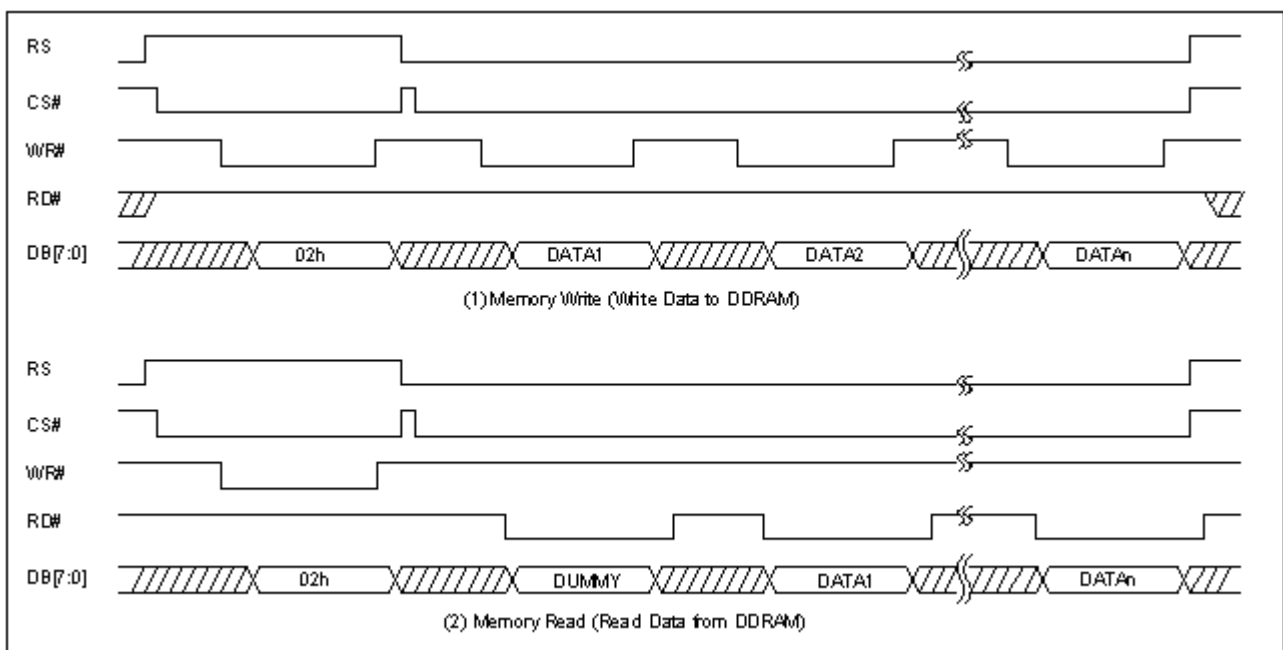 RS
CS#
WR#
RD#
DB[7:0] 02h DATA1 DATA2 DATAn
(1) Memory Write (Write Data to DDRAM)
RS
CS#
WR#
RD#
DB[7:0] 02h DUMMY DATA1 DATAn
(2) Memory Read (Read Data from DDRAM)